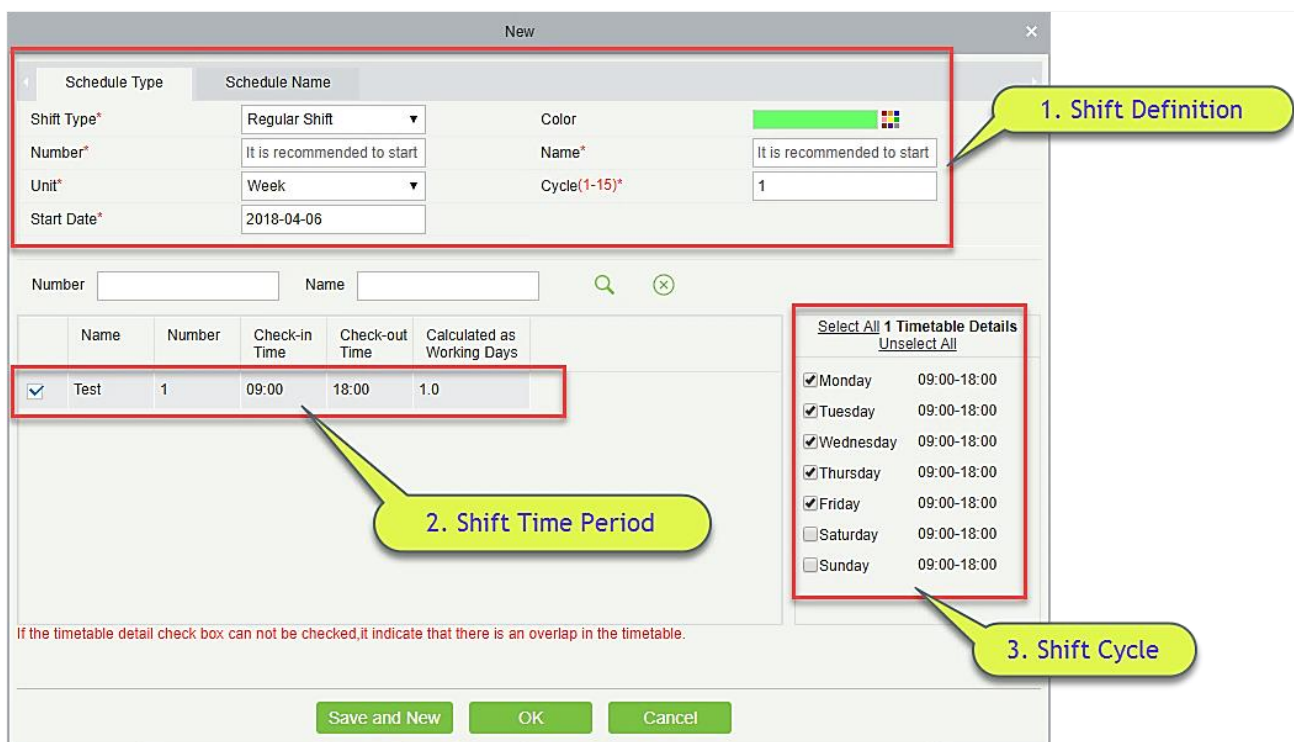 New
Schedule Type Schedule Name
1. Shift Definition
Shift Type* Regular Shift Color
Number* It is recommended to start Name* It is recommended to start
Unit* Week Cycle(1-15)* 1
Start Date* 2018-04-06
Number Name
Name Number Check-in Time Check-out Time Calculated as Working Days
Test 1 09:00 18:00 1.0
2. Shift Time Period
Select All 1 Timetable Details
Unselect All
Monday 09:00-18:00
Tuesday 09:00-18:00
Wednesday 09:00-18:00
Thursday 09:00-18:00
Friday 09:00-18:00
Saturday 09:00-18:00
Sunday 09:00-18:00
3. Shift Cycle
If the timetable detail check box can not be checked,it indicate that there is an overlap in the timetable.
Save and New OK Cancel